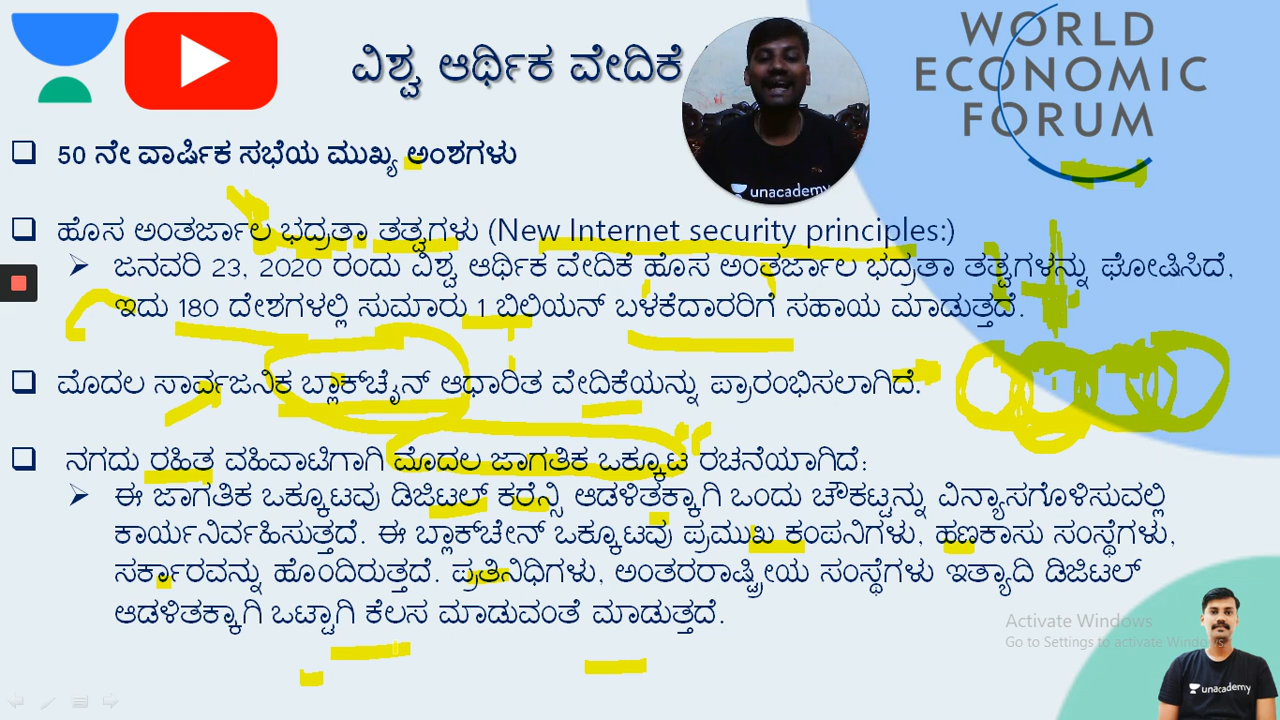 ವಿಶ್ವ ಆರ್ಥಿಕ ವೇದಿಕೆ
WORLD
ECONOMIC
FORUM
50 ನೇ ವಾರ್ಷಿಕ ಸಭೆಯ ಮುಖ್ಯ ಅಂಶಗಳು
unacademy
ಹೊಸ ಅಂತರ್ಜಾಲ ಭದ್ರತಾ ತತ್ವಗಳು (New Internet security principles:)
ಜನವರಿ 23, 2020 ರಂದು ವಿಶ್ವ ಆರ್ಥಿಕ ವೇದಿಕೆ ಹೊಸ ಅಂತರ್ಜಾಲ ಭದ್ರತಾ ತತ್ವಗಳನ್ನು ಘೋಷಿಸಿದೆ,
ಇದು 180 ದೇಶಗಳಲ್ಲಿ ಸುಮಾರು 1 ಬಿಲಿಯನ್ ಬಳಕೆದಾರರಿಗೆ ಸಹಾಯ ಮಾಡುತ್ತದೆ.
ಮೊದಲ ಸಾರ್ವಜನಿಕ ಬ್ಲಾಕ್‌ಚೈನ್ ಆಧಾರಿತ ವೇದಿಕೆಯನ್ನು ಪ್ರಾರಂಭಿಸಲಾಗಿದೆ.
ನಗದು ರಹಿತ ವಹಿವಾಟಿಗಾಗಿ ಮೊದಲ ಜಾಗತಿಕ ಒಕ್ಕೂಟ ರಚನೆಯಾಗಿದೆ:
ಈ ಜಾಗತಿಕ ಒಕ್ಕೂಟವು ಡಿಜಿಟಲ್ ಕರೆನ್ಸಿ ಆಡಳಿತಕ್ಕಾಗಿ ಒಂದು ಚೌಕಟ್ಟನ್ನು ವಿನ್ಯಾಸಗೊಳಿಸುವಲ್ಲಿ
ಕಾರ್ಯನಿರ್ವಹಿಸುತ್ತದೆ. ಈ ಬ್ಲಾಕ್‌ಚೇನ್ ಒಕ್ಕೂಟವು ಪ್ರಮುಖ ಕಂಪನಿಗಳು, ಹಣಕಾಸು ಸಂಸ್ಥೆಗಳು,
ಸರ್ಕಾರವನ್ನು ಹೊಂದಿರುತ್ತದೆ. ಪ್ರತಿನಿಧಿಗಳು, ಅಂತರರಾಷ್ಟ್ರೀಯ ಸಂಸ್ಥೆಗಳು ಇತ್ಯಾದಿ ಡಿಜಿಟಲ್
ಆಡಳಿತಕ್ಕಾಗಿ ಒಟ್ಟಾಗಿ ಕೆಲಸ ಮಾಡುವಂತೆ ಮಾಡುತ್ತದೆ.
Activate Windows
Go to Settings to activate Windows
unacademy